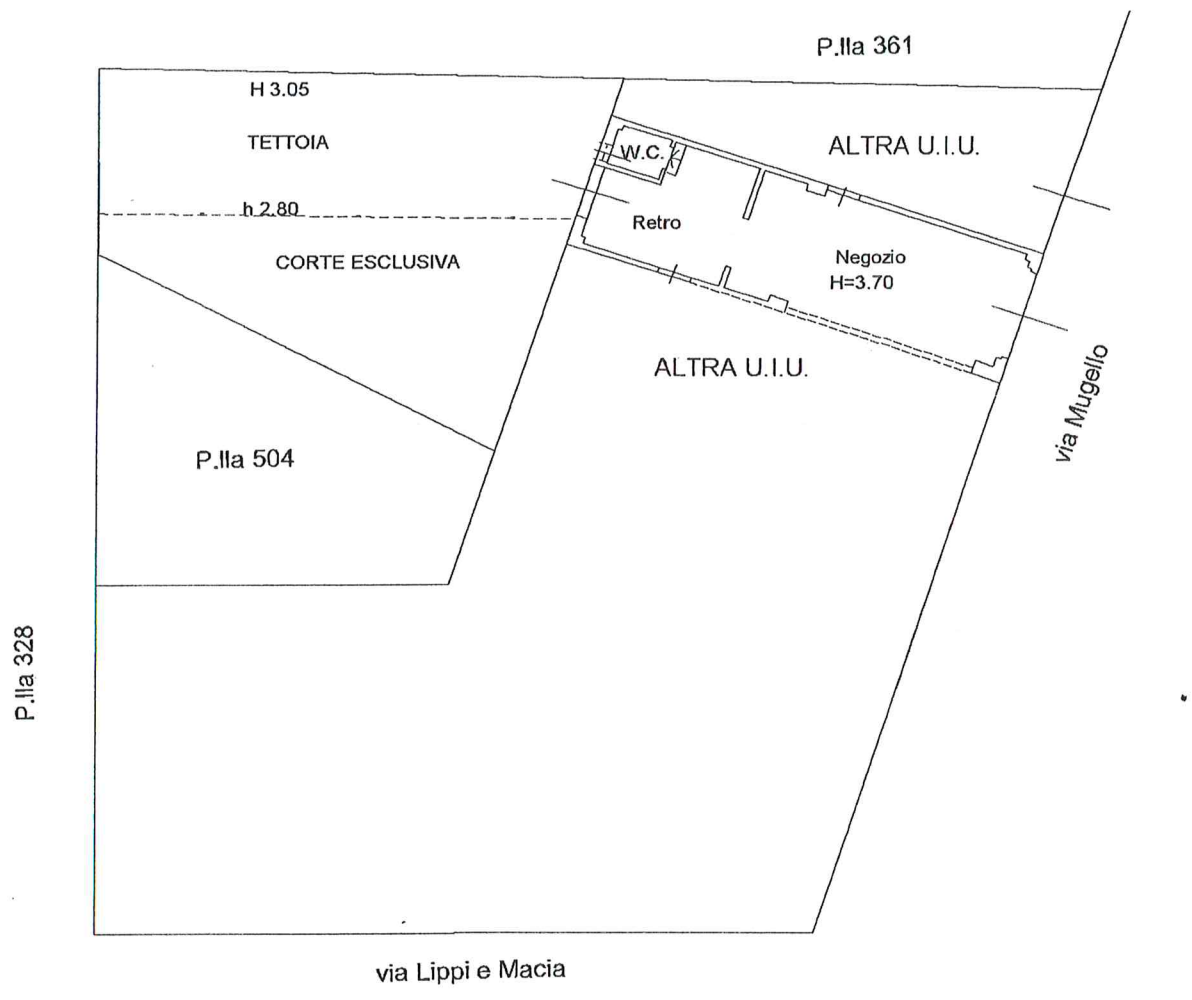 P.lla 361
H 3.05
TETTOIA
ALTRA U.I.U.
W.C.
h 2.80
Retro
CORTE ESCLUSIVA
Negozio
H=3.70
ALTRA U.I.U.
via Mugello
P.lla 504
P.lla 328
via Lippi e Macia